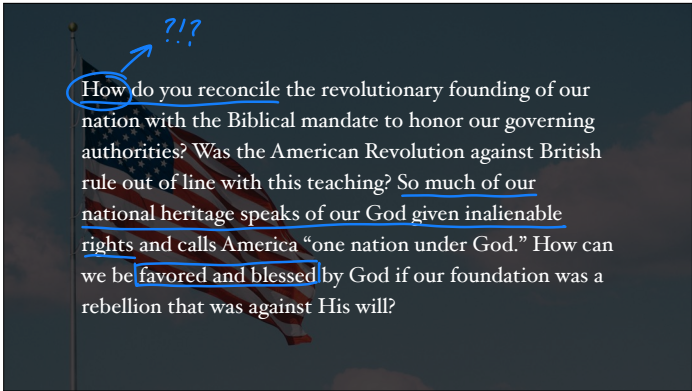 ?!?
How do you reconcile the revolutionary founding of our
nation with the Biblical mandate to honor our governing
authorities? Was the American Revolution against British
rule out of line with this teaching? So much of our
national heritage speaks of our God given inalienable
rights and calls America “one nation under God.” How can
we be favored and blessed by God if our foundation was a
rebellion that was against His will?